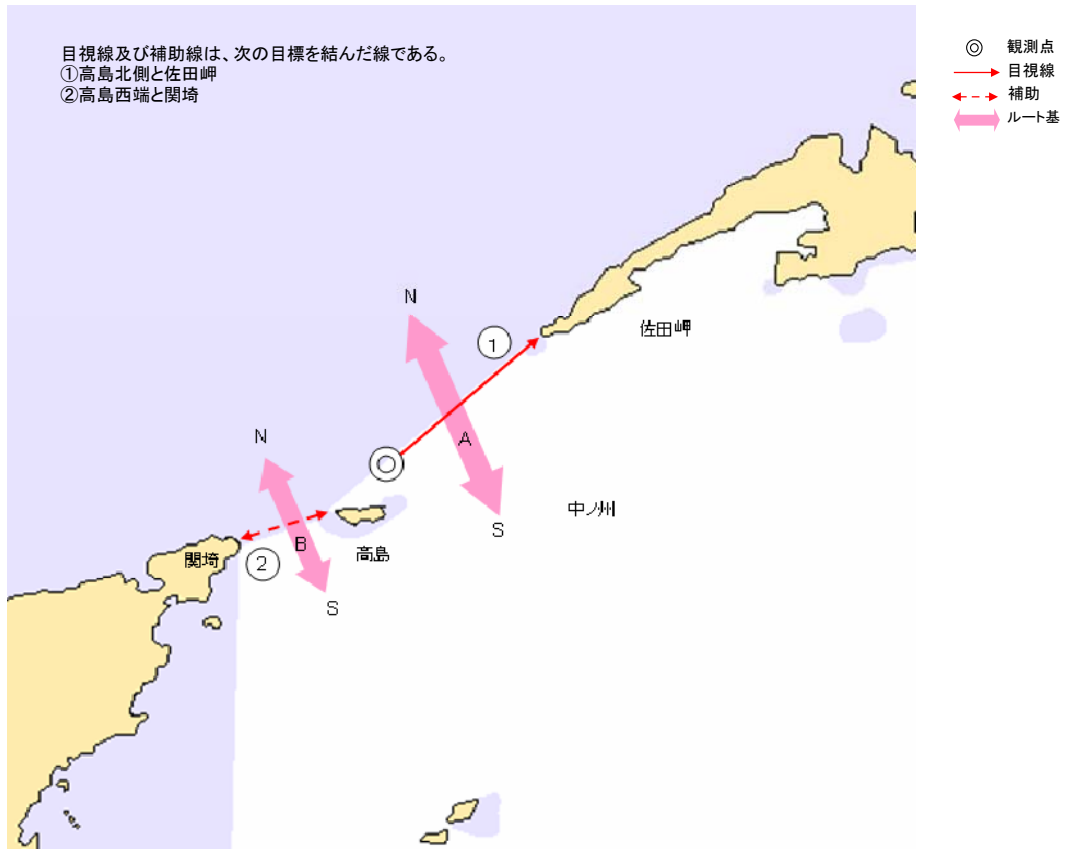 目視線及び補助線は、次の目標を結んだ線である。
①高島北側と佐田岬
②高島西端と関埼
観測点
目視線
補助
ルート基
N
1
佐田岬
A
N
中ノ州
S
B
関埼
2
高島
S